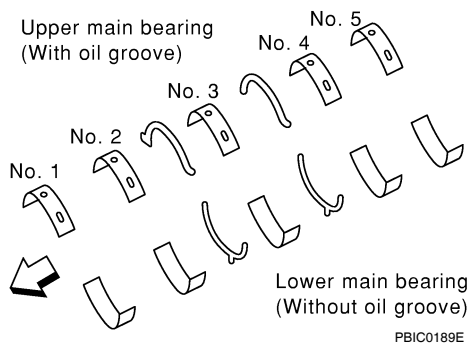 Upper main bearing
(With oil groove)
No. 5
No. 4
No. 3
No. 2
No. 1
Lower main bearing
(Without oil groove)
PBIC0189E